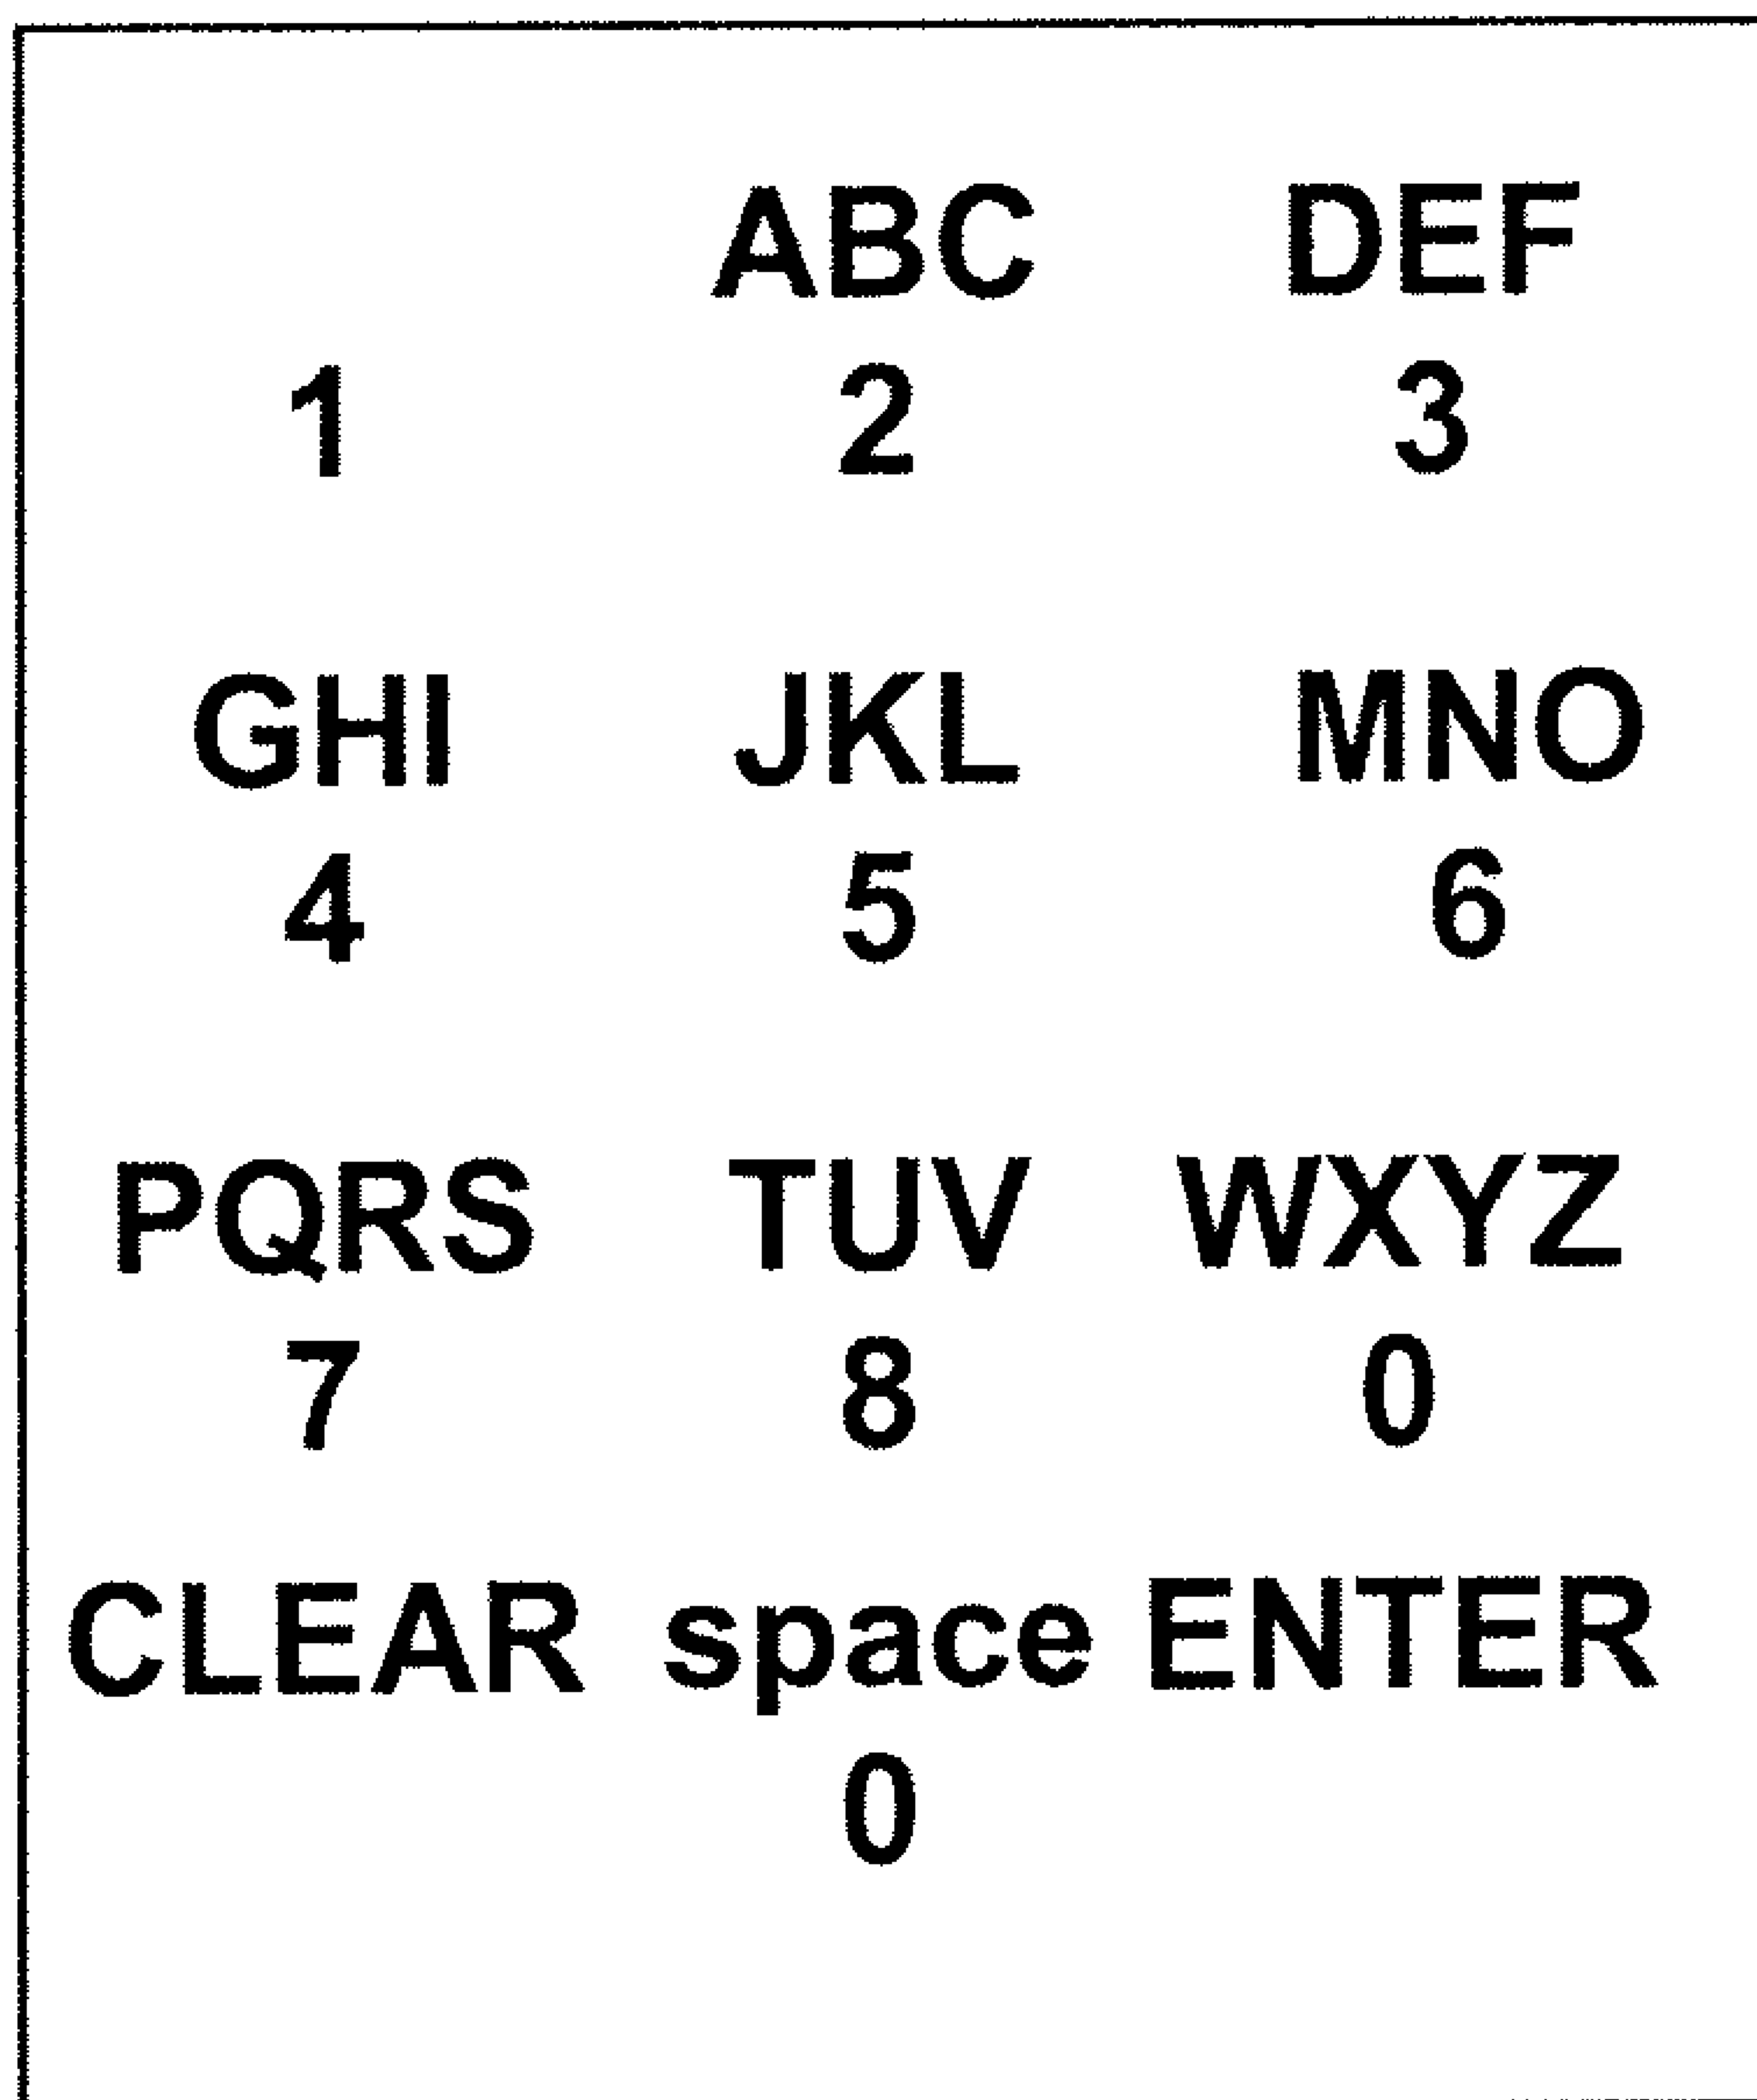 ABC DEF
1 2 3
GHI JKL MNO
4 5 6
PQRS TUV WXYZ
7 8 0
CLEAR space ENTER
0